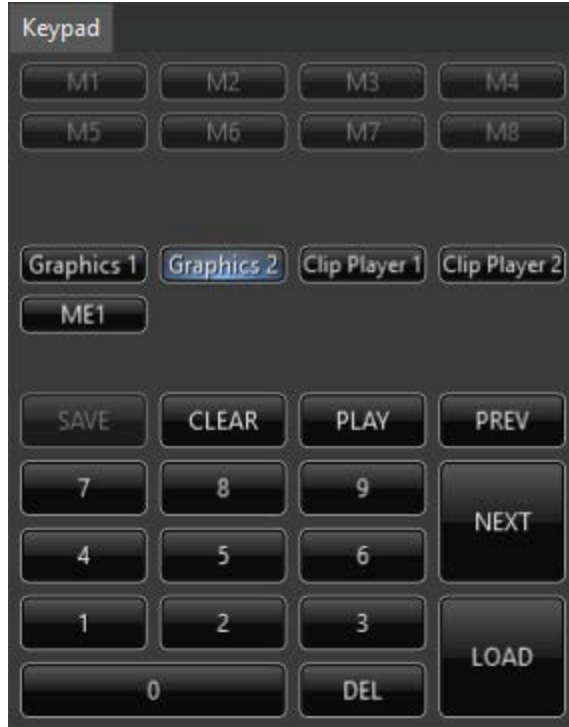 Keypad
M1 M2 M3 M4
M5 M6 M7 M8
Graphics 1 Graphics 2 Clip Player 1 Clip Player 2
ME1
SAVE CLEAR PLAY PREV
7 8 9
NEXT
4 5 6
1 2 3
LOAD
0 DEL